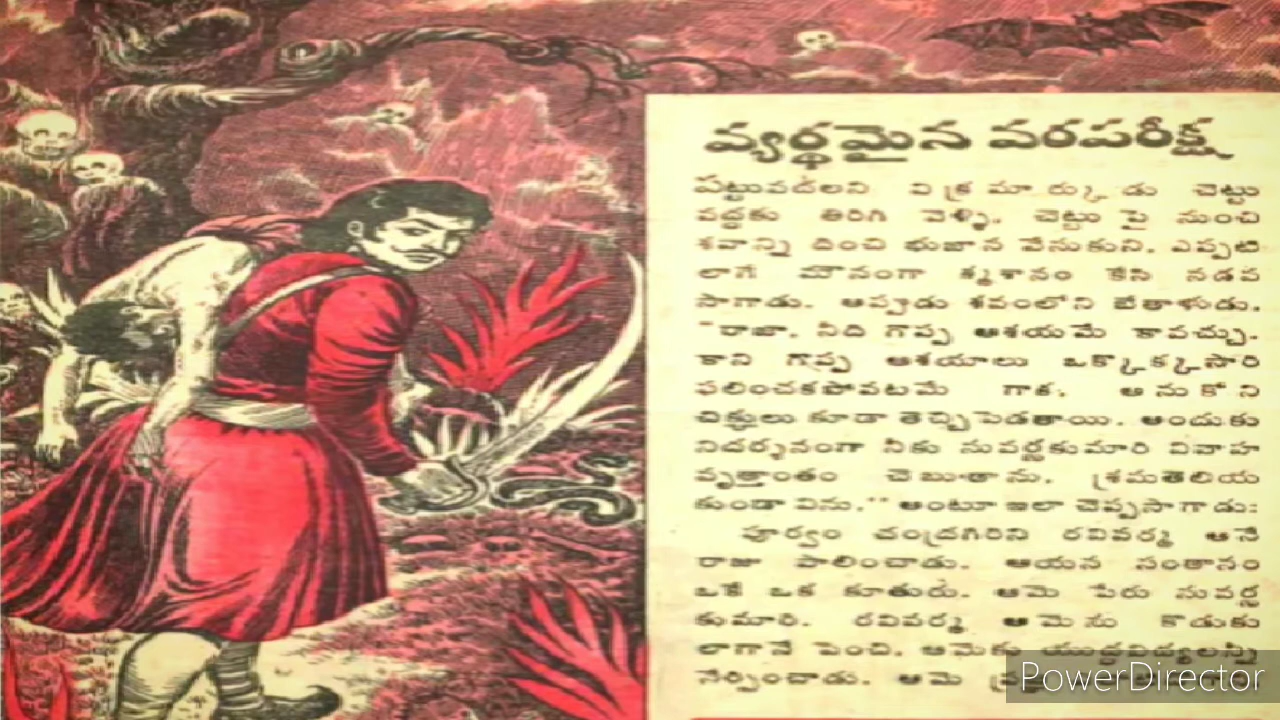 వ్యర్థమైన వరపరీక్ష
పట్టువదలని విక్రమార్కుడు చెట్టు
వద్దకు తిరిగి వెళ్ళి, చెట్టు పై నుంచి
శవాన్ని దించి భుజాన వేసుకుని, ఎప్పటి
లాగే మౌనంగా శ్మశానం కేసి నడవ
సాగాడు. అప్పుడు శవంలోని బేతాళుడు,
"రాజా, నీది గొప్ప ఆశయమే కావచ్చు.
కాని గొప్ప ఆశయాలు ఒక్కొక్కసారి
ఫలించకపోవటమే గాక, అనుకోని
చిక్కులు కూడా తెచ్చిపెడతాయి. అందుకు
నిదర్శనంగా నీకు సువర్ణకుమారి వివాహ
వృత్తాంతం చెబుతాను, శ్రమతెలియ
కుండా విను." అంటూ ఇలా చెప్పసాగాడు:
పూర్వం చంద్రగిరిని రవివర్మ అనే
రాజు పాలించాడు. ఆయన సంతానం
ఒకే ఒక కూతురు. ఆమె పేరు సువర్ణ
కుమారి. రవివర్మ ఆమెను కొడుకు
లాగానే పెంచి, ఆమెకు యుద్ధవిద్యలన్నీ
నేర్పించాడు. ఆమె
PowerDirector